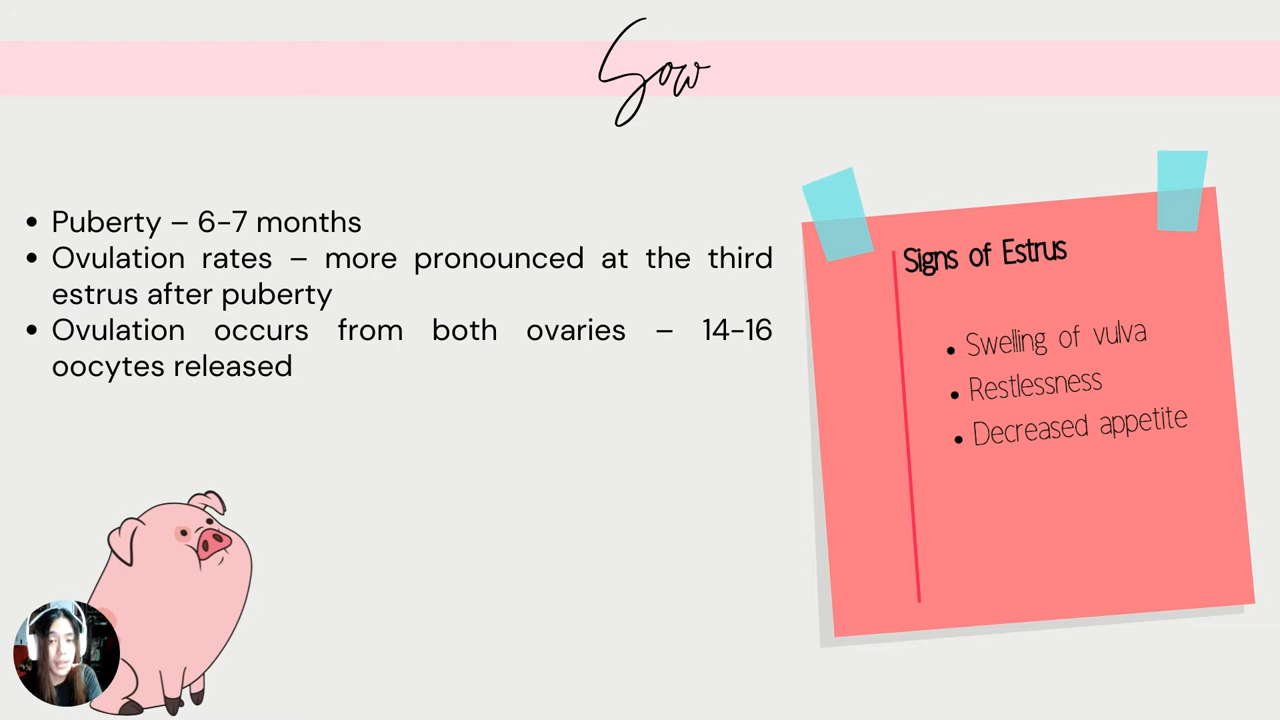 Sow
• Puberty – 6-7 months
• Ovulation rates – more pronounced at the third
estrus after puberty
• Ovulation occurs from both ovaries – 14-16
oocytes released
Signs of Estrus
• Swelling of vulva
• Restlessness
• Decreased appetite